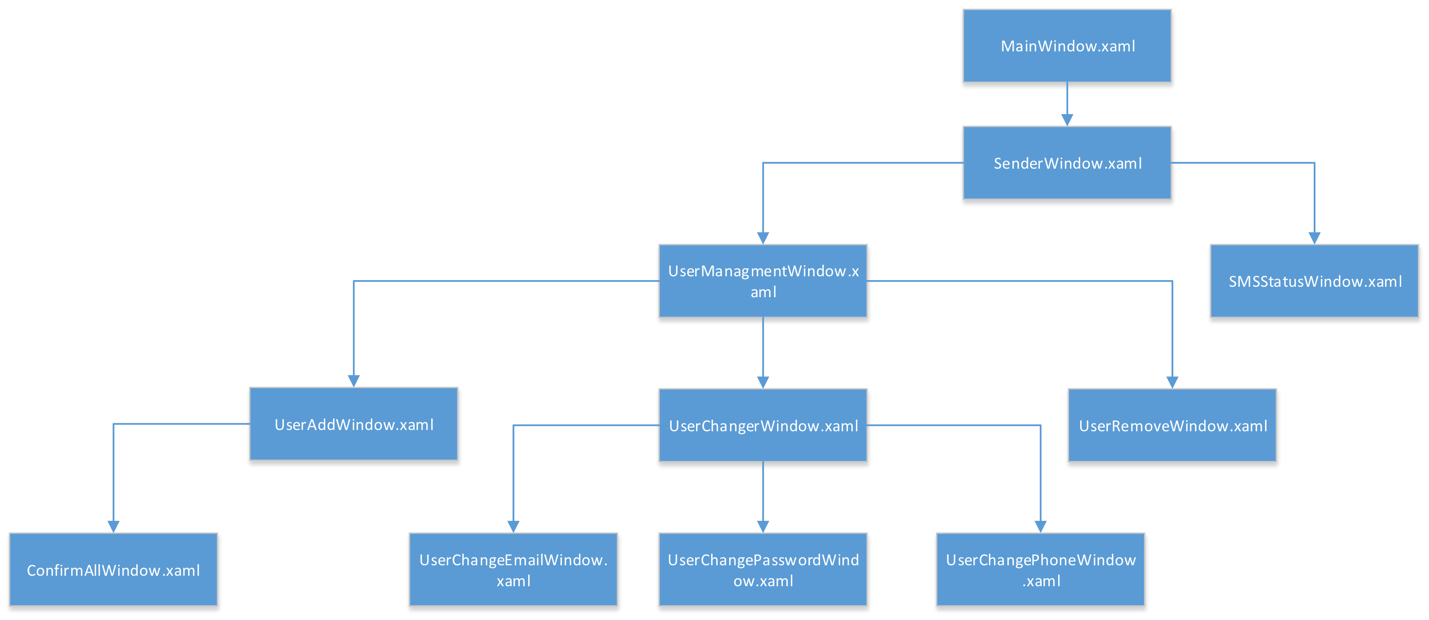 MainWindow.xaml
SenderWindow.xaml
UserManagmentWindow.x
aml
SMSStatusWindow.xaml
UserAddWindow.xaml
UserChangerWindow.xaml
UserRemoveWindow.xaml
ConfirmAllWindow.xaml
UserChangeEmailWindow.
xaml
UserChangePasswordWind
ow.xaml
UserChangePhoneWindow
.xaml